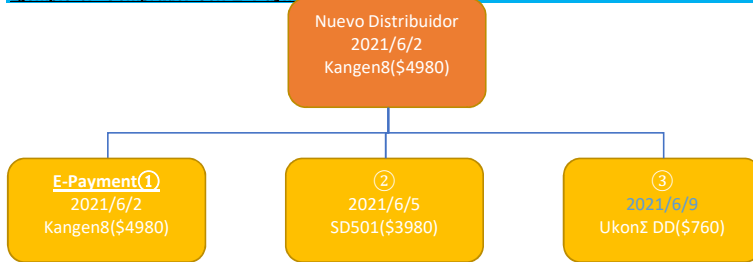 Nuevo Distribuidor
2021/6/2
Kangen8($4980)
E-Payment①
2021/6/2
Kangen8($4980)
②
2021/6/5
SD501($3980)
③
2021/6/9
UkonΣ DD($760)